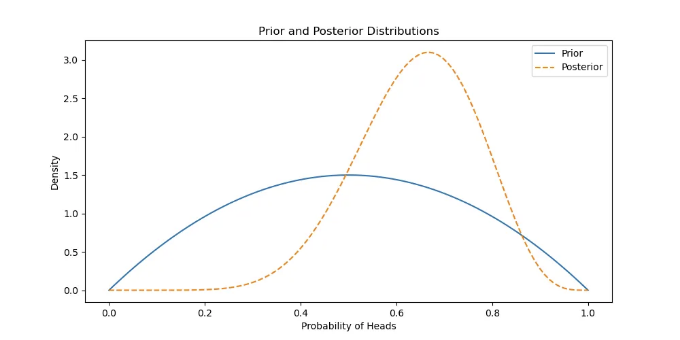 Prior and Posterior Distributions
Prior
Posterior
3.0
2.5
2.0
1.5
1.0
0.5
0.0
Density
0.0 0.2 0.4 0.6 0.8 1.0
Probability of Heads